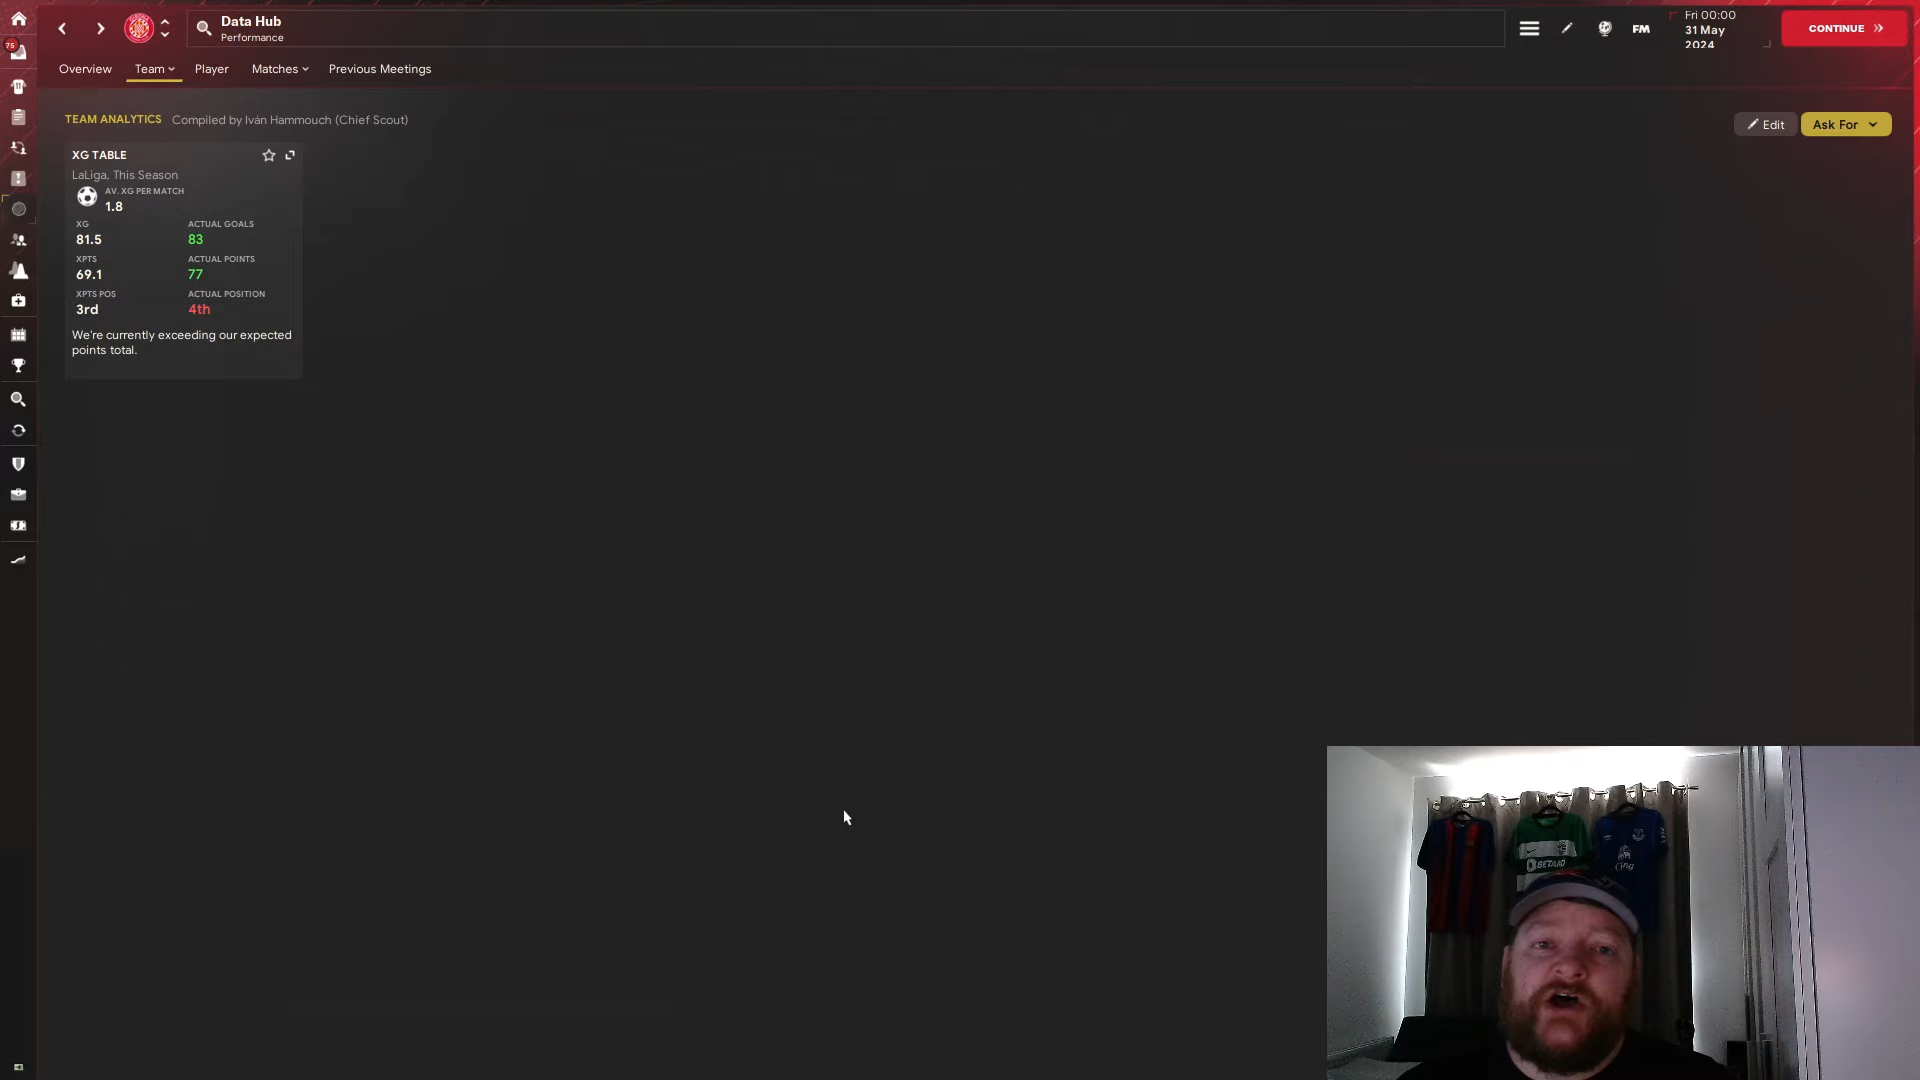 Data Hub
Performance
75
FM
Fri 00:00
31 May
2024
CONTINUE
Overview
Team
Player
Matches
Previous Meetings
TEAM ANALYTICS Compiled by Iván Hammouch (Chief Scout)
Edit
Ask For
XG TABLE
LaLiga, This Season
AV. XG PER MATCH
1.8
XG ACTUAL GOALS
81.5 83
XPTS ACTUAL POINTS
69.1 77
XPTS POS ACTUAL POSITION
3rd 4th
We're currently exceeding our expected
points total.
BETANO